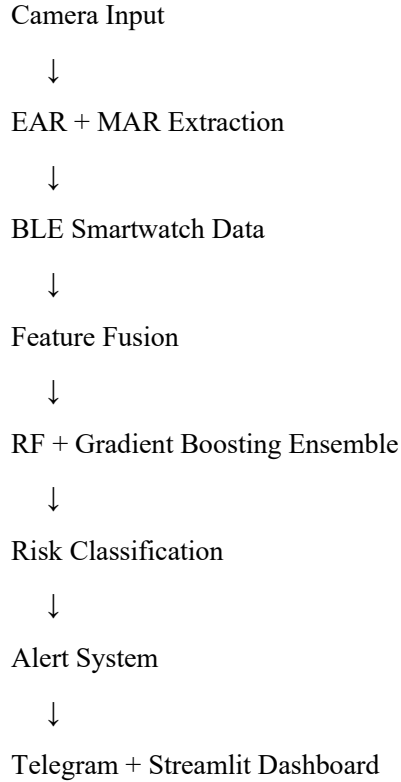 Camera Input
↓
EAR + MAR Extraction
↓
BLE Smartwatch Data
↓
Feature Fusion
↓
RF + Gradient Boosting Ensemble
↓
Risk Classification
↓
Alert System
↓
Telegram + Streamlit Dashboard